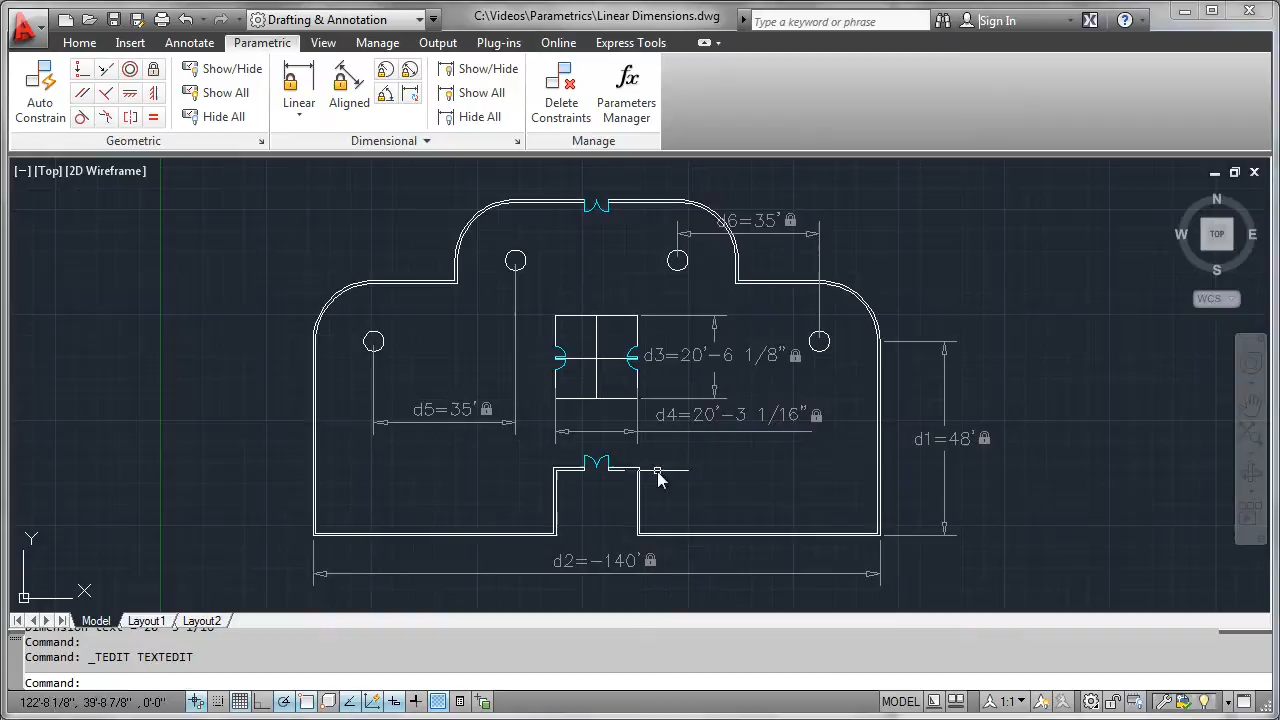 Drafting & Annotation
C:\Videos\Parametrics\Linear Dimensions.dwg
Type a keyword or phrase
Sign In
Home Insert Annotate Parametric View Manage Output Plug-ins Online Express Tools
Auto Constrain
Show/Hide
Show All
Hide All
Geometric
Linear
Aligned
Show/Hide
Show All
Hide All
Dimensional
Delete Constraints
fx
Parameters Manager
Manage
[−] [Top] [2D Wireframe]
N
W TOP E
S
WCS
d6=35'
d3=20'-6 1/8"
d5=35'
d4=20'-3 1/16"
d1=48'
d2=-140'
Y
X
Model Layout1 Layout2
Command:
Command: _TEDIT TEXTEDIT
Command:
122'-8 1/8", 39'-8 7/8" , 0'-0"
MODEL
1:1